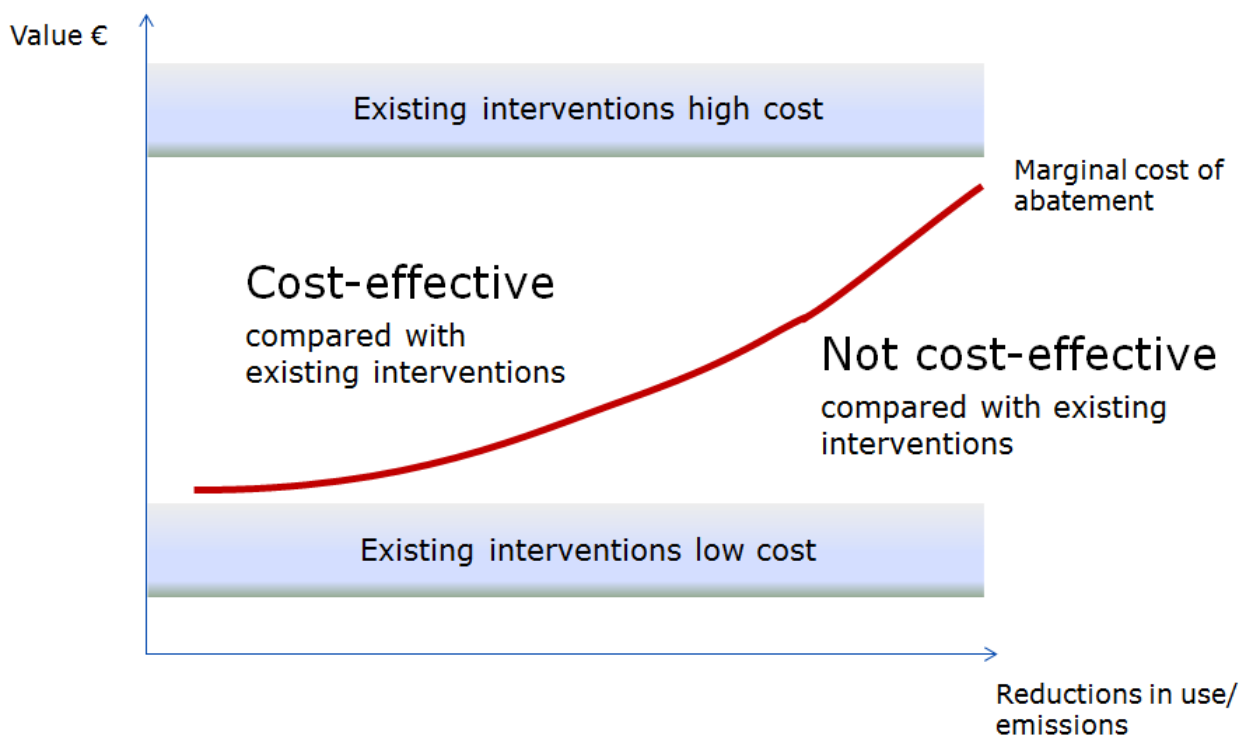 Value €
Existing interventions high cost
Marginal cost of
abatement
Cost-effective
compared with
existing interventions
Not cost-effective
compared with existing
interventions
Existing interventions low cost
Reductions in use/
emissions